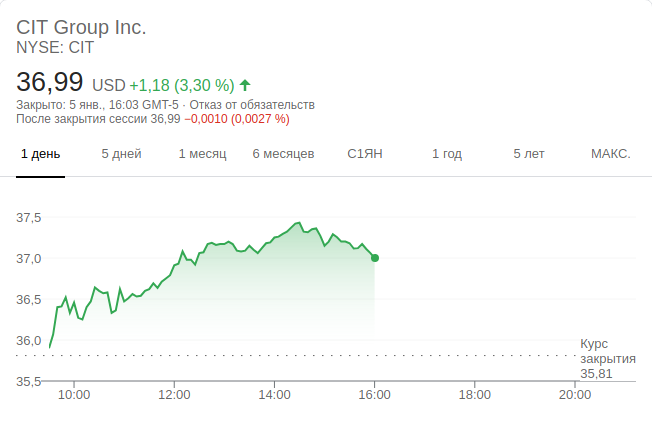 CIT Group Inc.
NYSE: CIT
36,99 USD +1,18 (3,30 %)
Закрыто: 5 янв., 16:03 GMT-5 · Отказ от обязательств
После закрытия сессии 36,99 −0,0010 (0,0027 %)
1 день 5 дней 1 месяц 6 месяцев С1ЯН 1 год 5 лет МАКС.
37,5
37,0
36,5
36,0
Курс
закрытия
35,81
35,5
10:00 12:00 14:00 16:00 18:00 20:00